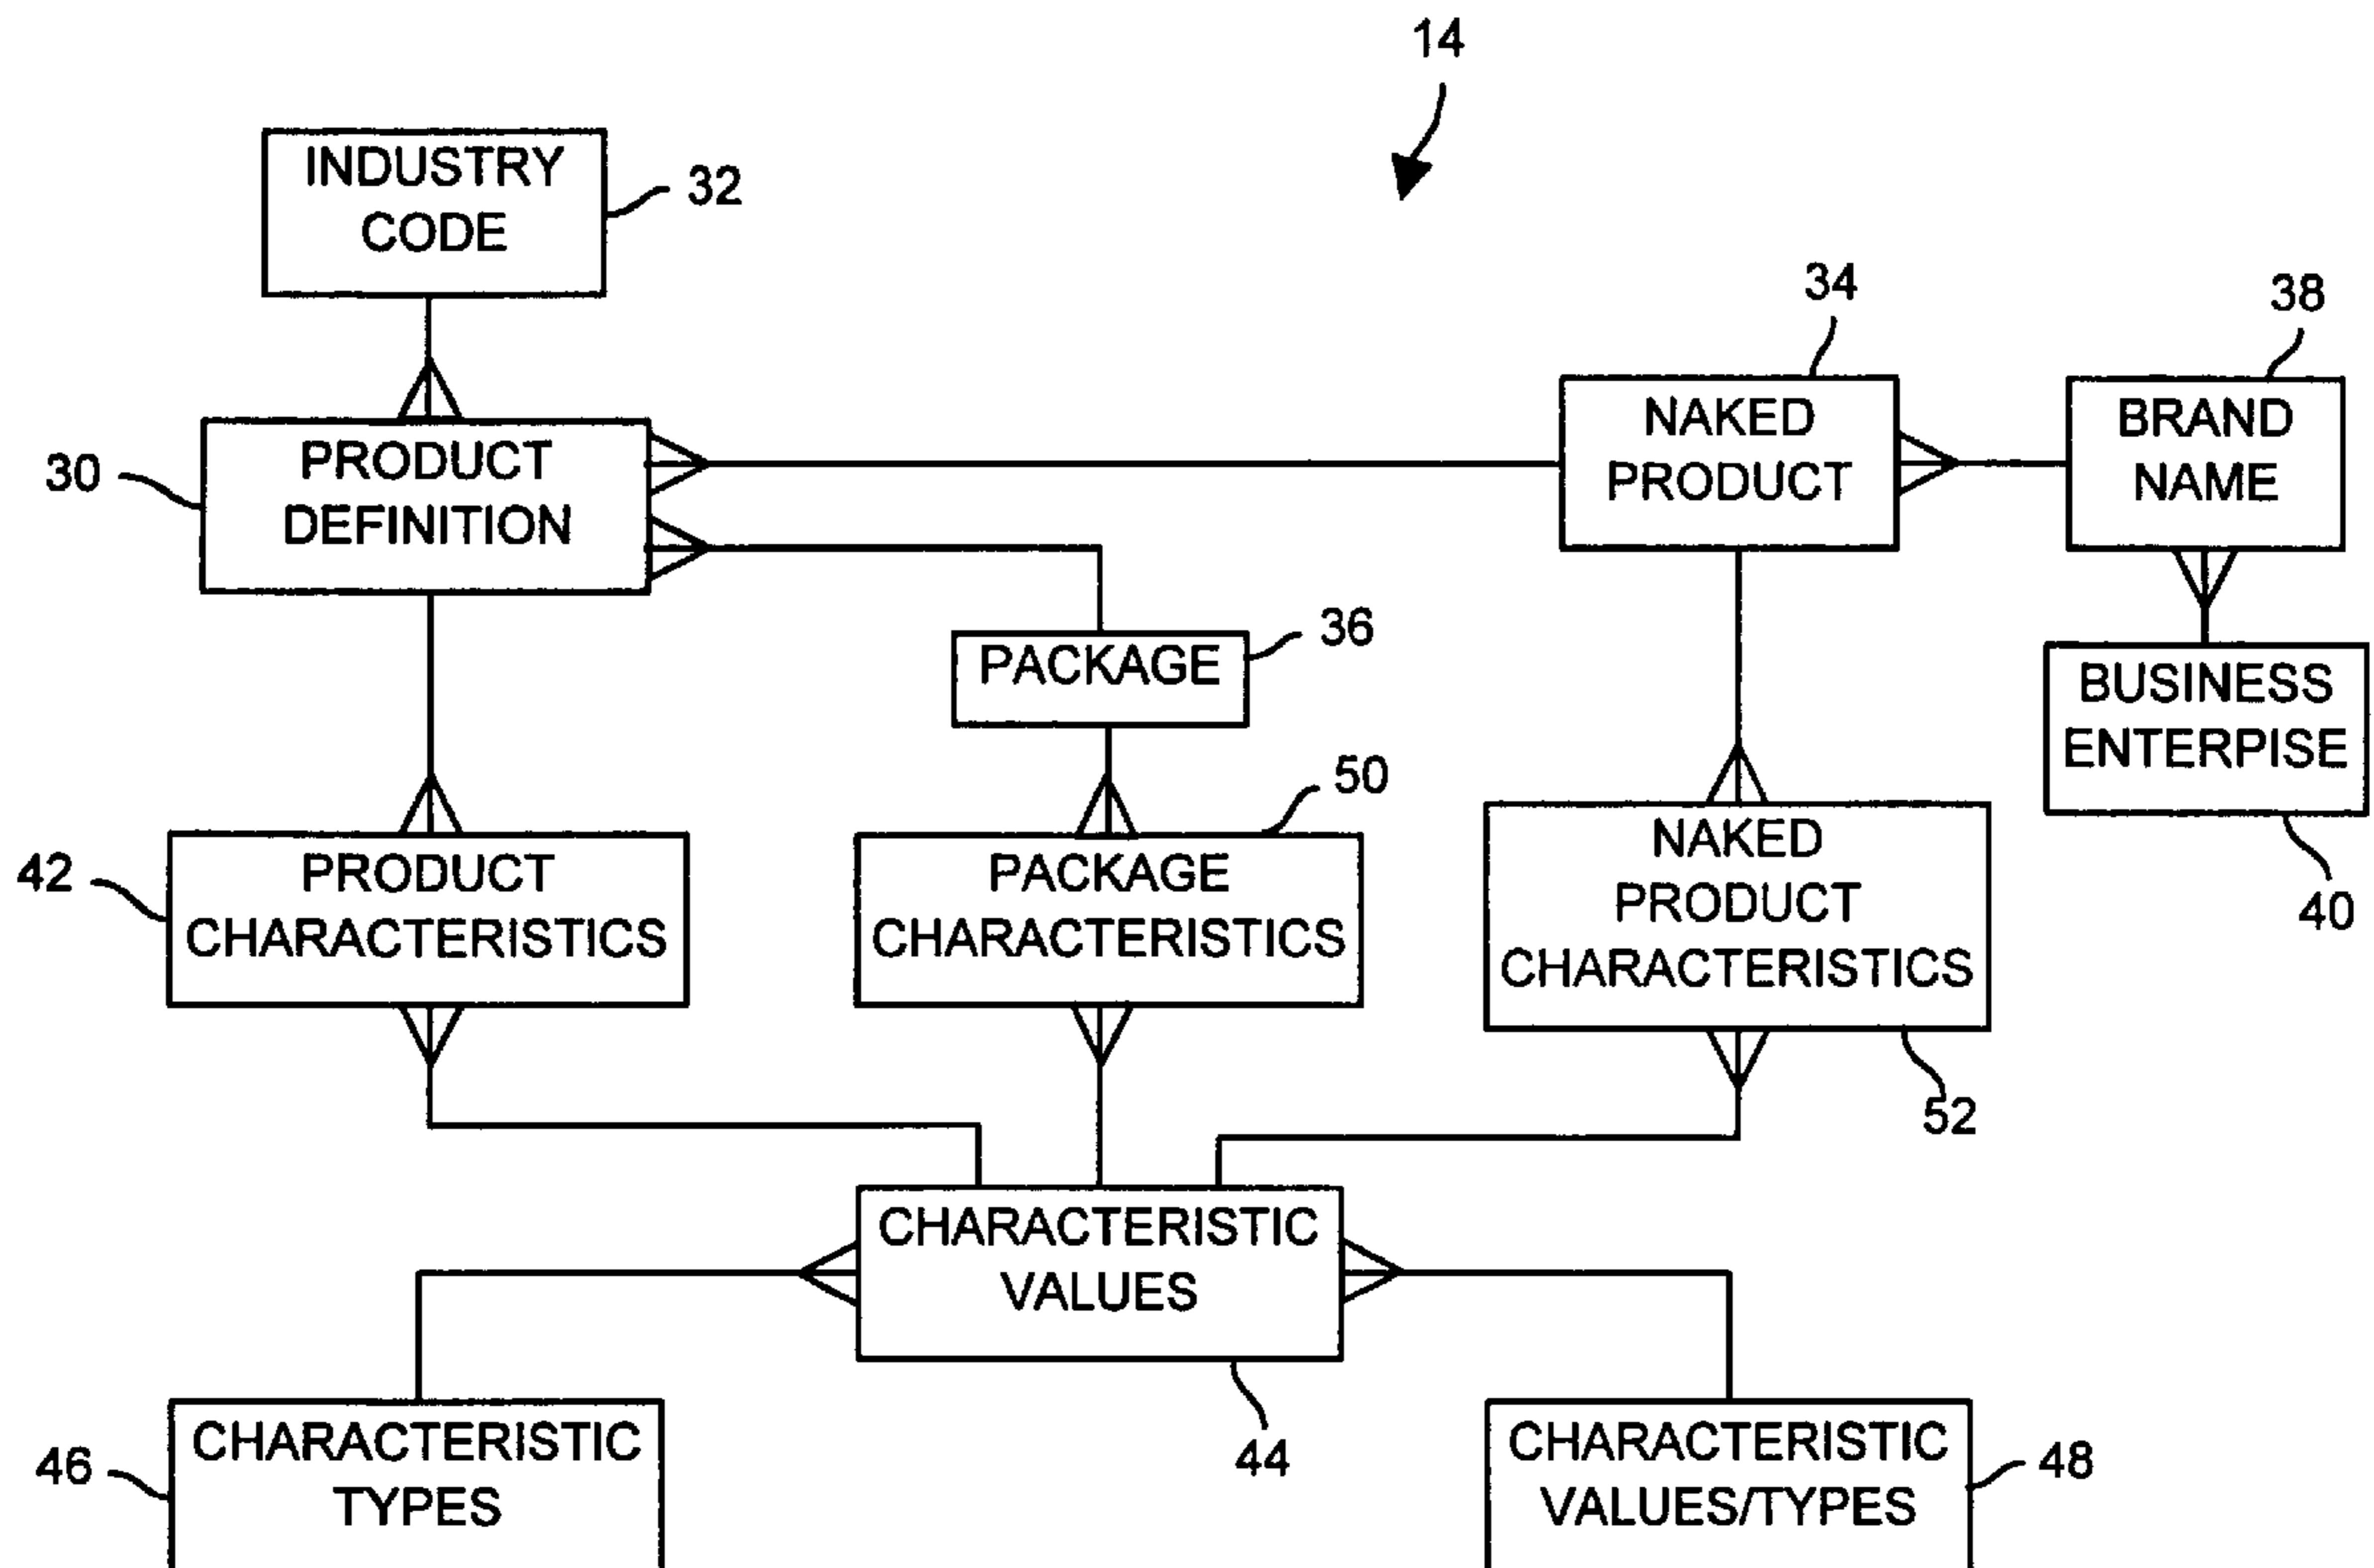 14
INDUSTRY
CODE
32
34
38
30
PRODUCT
DEFINITION
NAKED
PRODUCT
BRAND
NAME
PACKAGE
36
BUSINESS
ENTERPISE
40
42
PRODUCT
CHARACTERISTICS
50
PACKAGE
CHARACTERISTICS
NAKED
PRODUCT
CHARACTERISTICS
52
CHARACTERISTIC
VALUES
44
46
CHARACTERISTIC
TYPES
CHARACTERISTIC
VALUES/TYPES
48